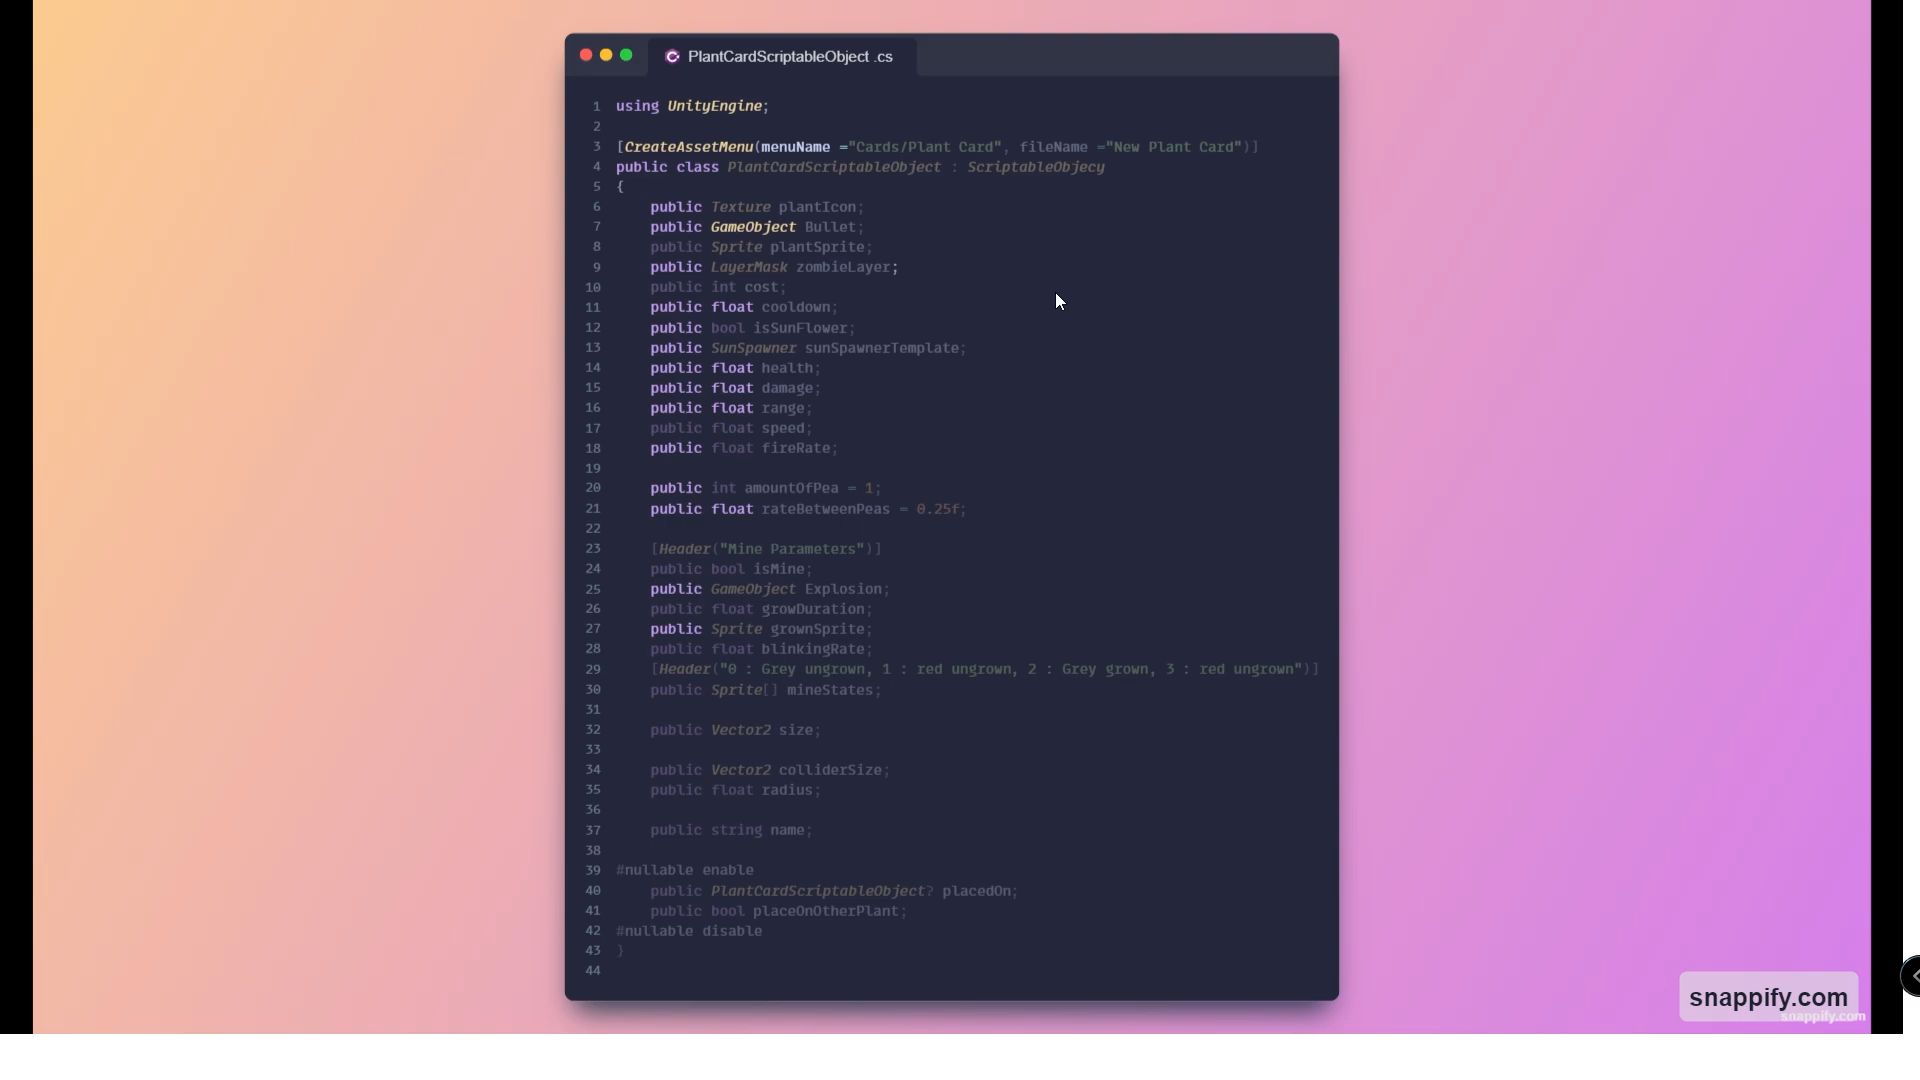 PlantCardScriptableObject .cs
1 using UnityEngine;
2
3 [CreateAssetMenu(menuName ="Cards/Plant Card", fileName ="New Plant Card")]
4 public class PlantCardScriptableObject : ScriptableObjecy
5 {
6 public Texture plantIcon;
7 public GameObject Bullet;
8 public Sprite plantSprite;
9 public LayerMask zombieLayer;
10 public int cost;
11 public float cooldown;
12 public bool isSunFlower;
13 public SunSpawner sunSpawnerTemplate;
14 public float health;
15 public float damage;
16 public float range;
17 public float speed;
18 public float fireRate;
19
20 public int amountOfPea = 1;
21 public float rateBetweenPeas = 0.25f;
22
23 [Header("Mine Parameters")]
24 public bool isMine;
25 public GameObject Explosion;
26 public float growDuration;
27 public Sprite grownSprite;
28 public float blinkingRate;
29 [Header("0 : Grey ungrown, 1 : red ungrown, 2 : Grey grown, 3 : red ungrown")]
30 public Sprite[] mineStates;
31
32 public Vector2 size;
33
34 public Vector2 colliderSize;
35 public float radius;
36
37 public string name;
38
39 #nullable enable
40 public PlantCardScriptableObject? placedOn;
41 public bool placeOnOtherPlant;
42 #nullable disable
43 }
44
snappify.com
snappify.com